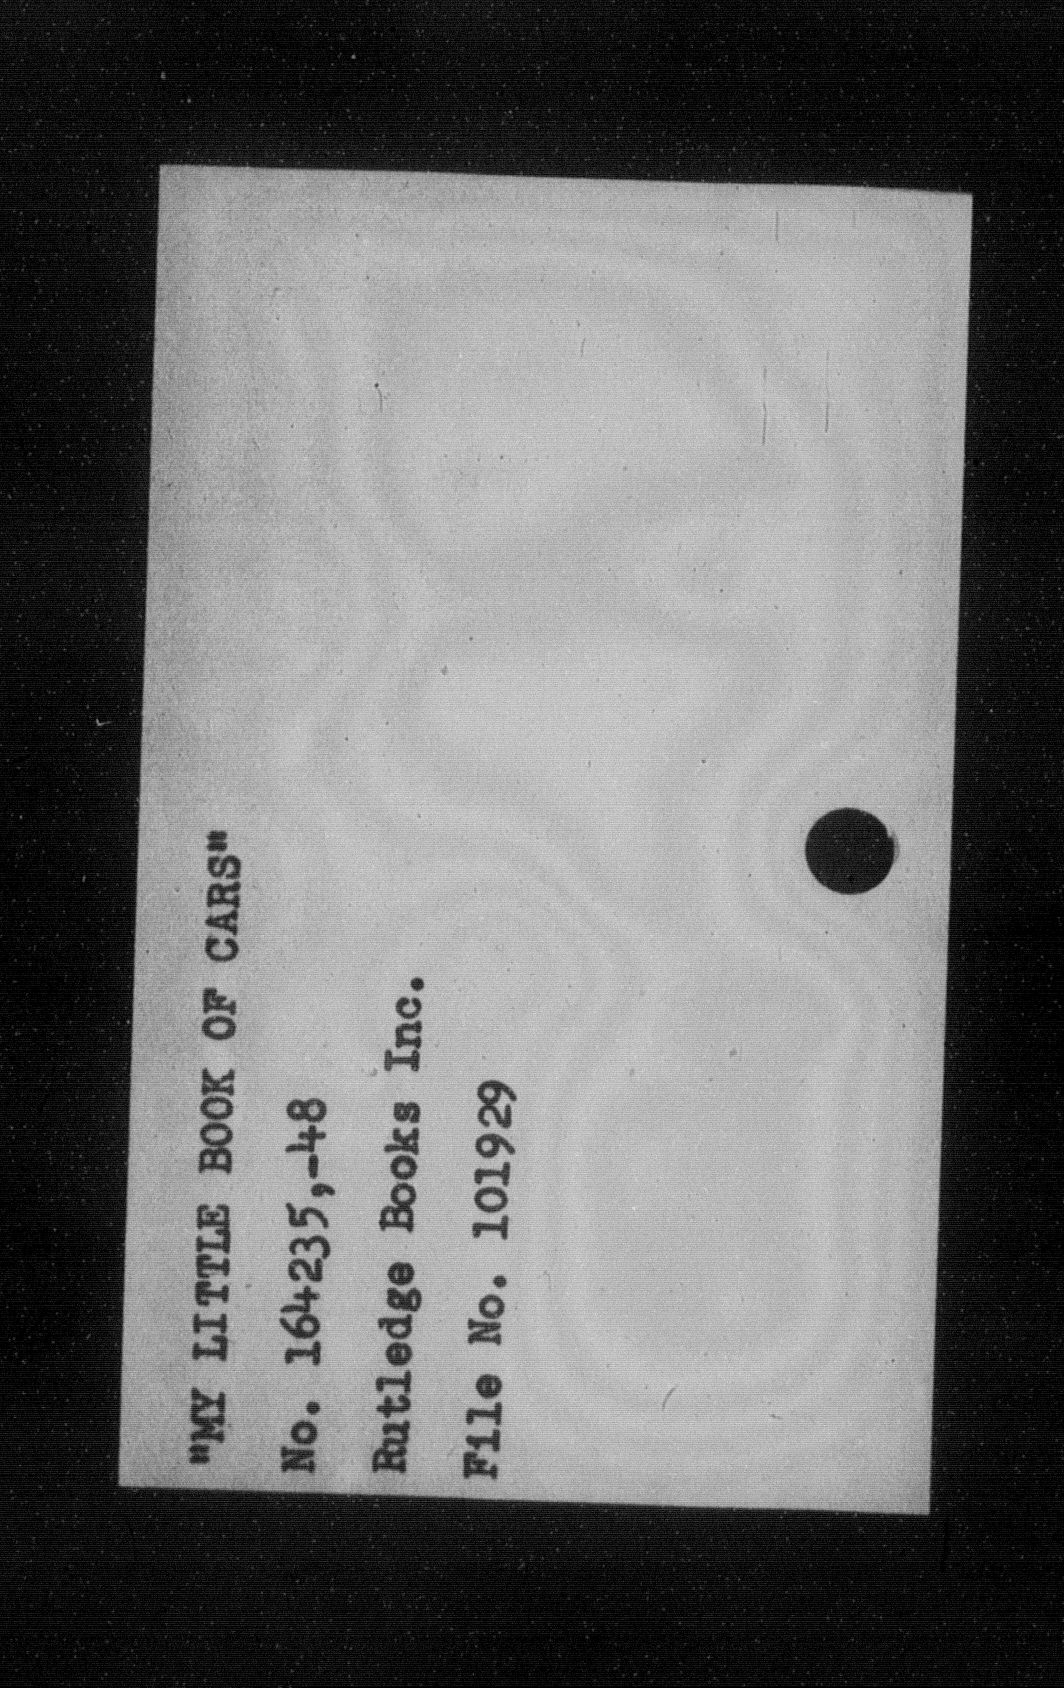 "MY LITTLE BOOK OF CARS"
No. 164235,-48
Rutledge Books Inc.
File No. 101929